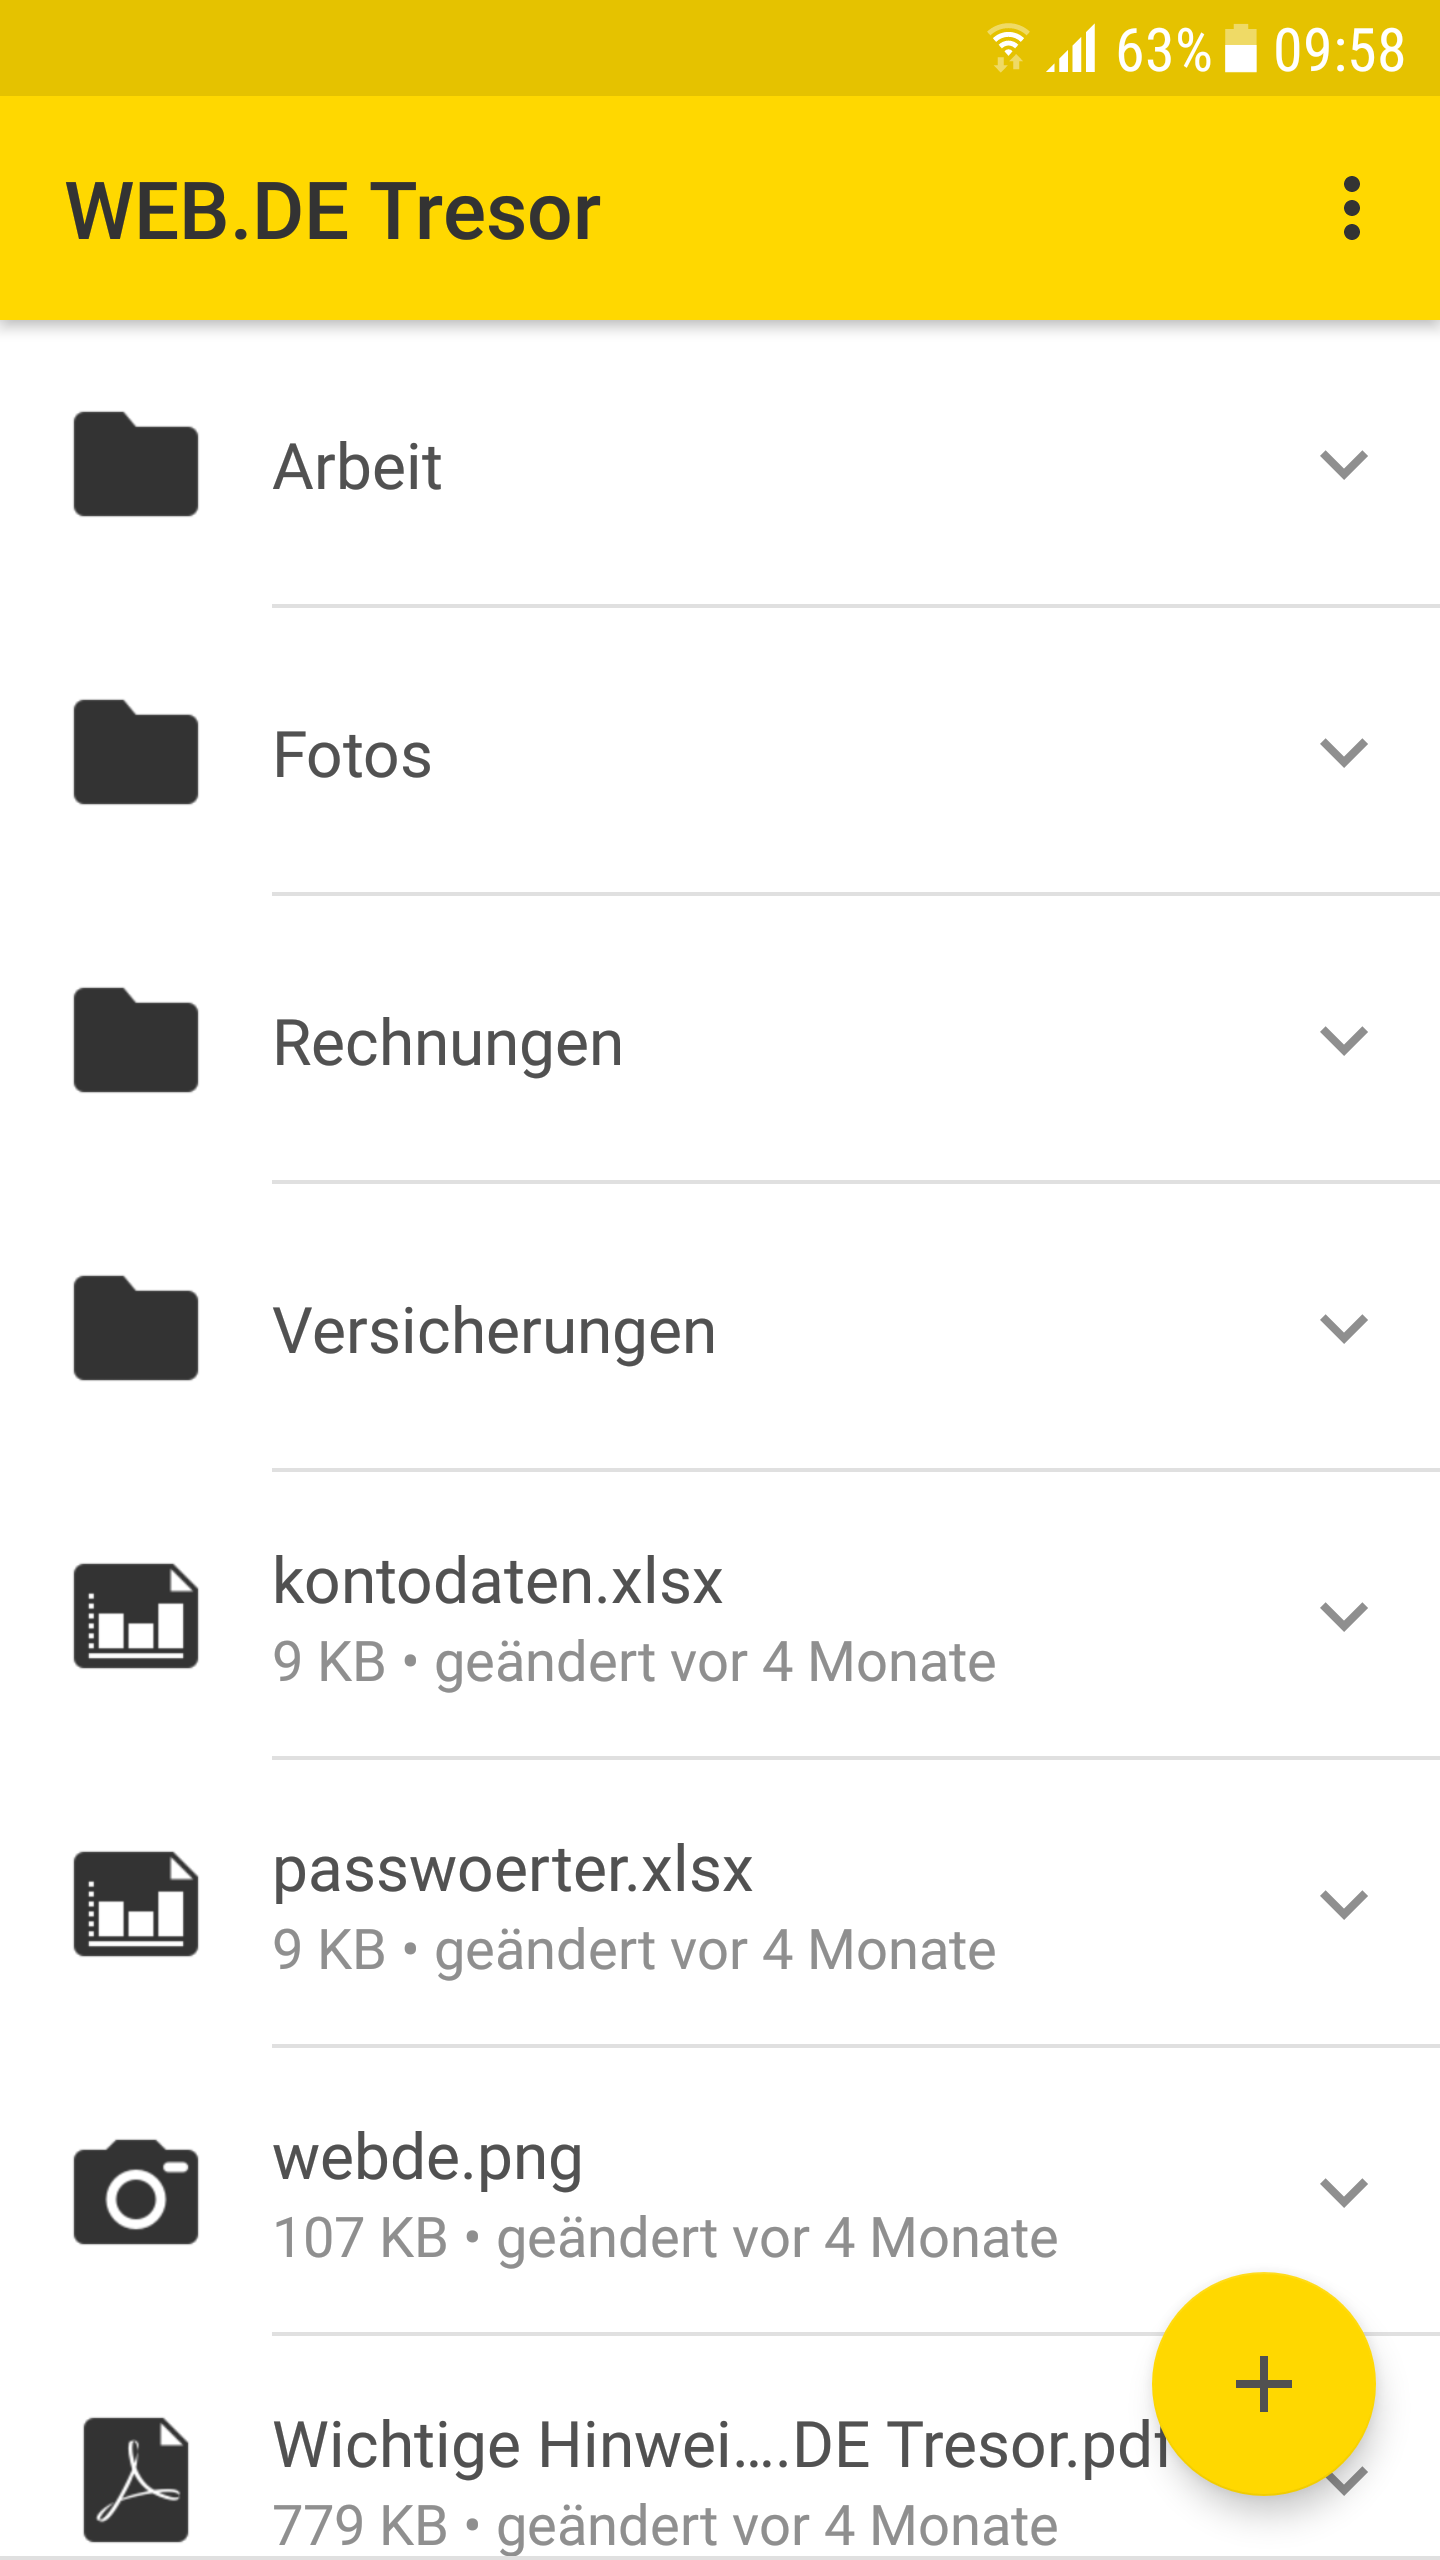 63% 09:58
WEB.DE Tresor
Arbeit
Fotos
Rechnungen
Versicherungen
kontodaten.xlsx
9 KB • geändert vor 4 Monate
passwoerter.xlsx
9 KB • geändert vor 4 Monate
webde.png
107 KB • geändert vor 4 Monate
Wichtige Hinwei....DE Tresor.pdf
779 KB • geändert vor 4 Monate